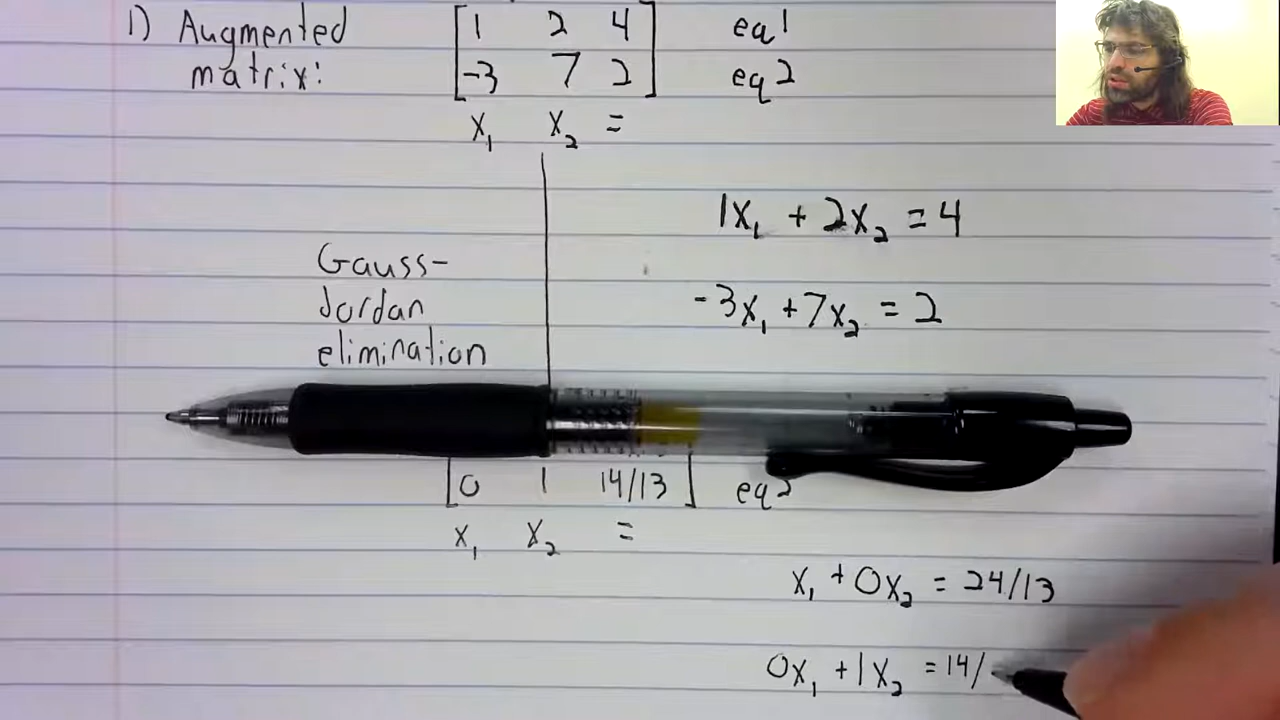 1) Augmented matrix:
[1 2 4] eq1
[-3 7 2] eq2
x₁ x₂ =
1x₁ + 2x₂ = 4
-3x₁ + 7x₂ = 2
Gauss-
Jordan
elimination
[0 1 14/13] eq2
x₁ x₂ =
x₁ + 0x₂ = 24/13
0x₁ + 1x₂ = 14/